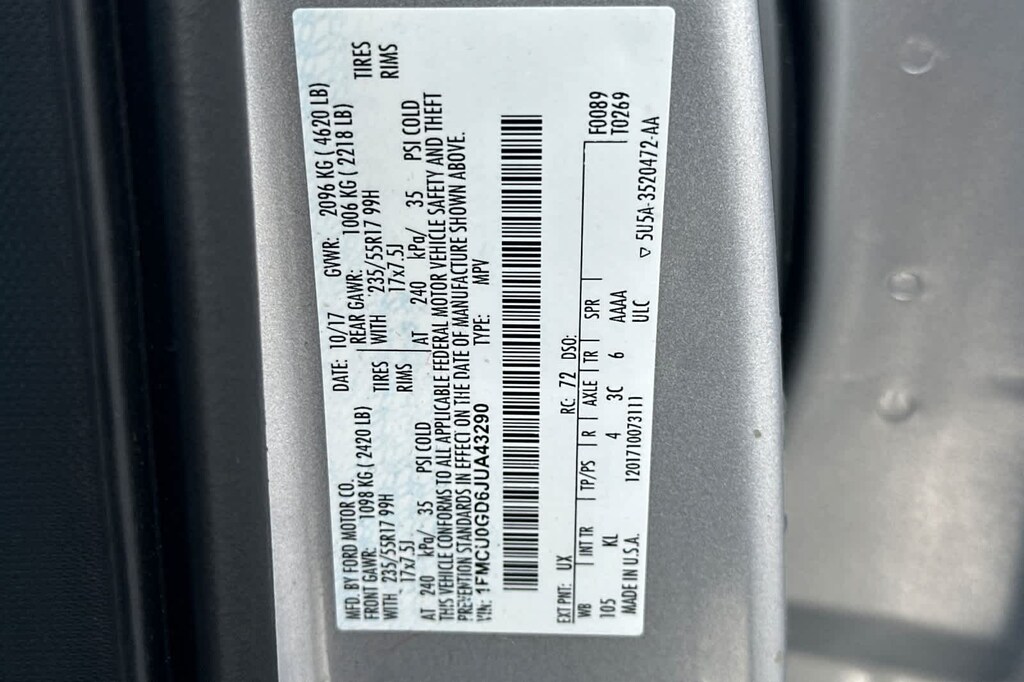 MFD. BY FORD MOTOR CO. DATE: 10/17 GVWR: 2096 KG ( 4620 LB)
FRONT GAWR: 1098 KG ( 2420 LB) REAR GAWR: 1006 KG ( 2218 LB)
WITH 235/55R17 99H TIRES WITH 235/55R17 99H TIRES
17x7.5J RIMS 17x7.5J RIMS
AT 240 kPa/ 35 PSI COLD AT 240 kPa/ 35 PSI COLD
THIS VEHICLE CONFORMS TO ALL APPLICABLE FEDERAL MOTOR VEHICLE SAFETY AND THEFT
PREVENTION STANDARDS IN EFFECT ON THE DATE OF MANUFACTURE SHOWN ABOVE.
VIN: 1FMCU0GD6JUA43290 TYPE: MPV
EXT PNT: UX RC: 72 DSO:
WB INT TR TP/PS R AXLE TR SPR F0089
105 KL 4 3C 6 AAAA T0269
MADE IN U.S.A. 1201710073111 ULC ▽ 5U5A-3520472-AA